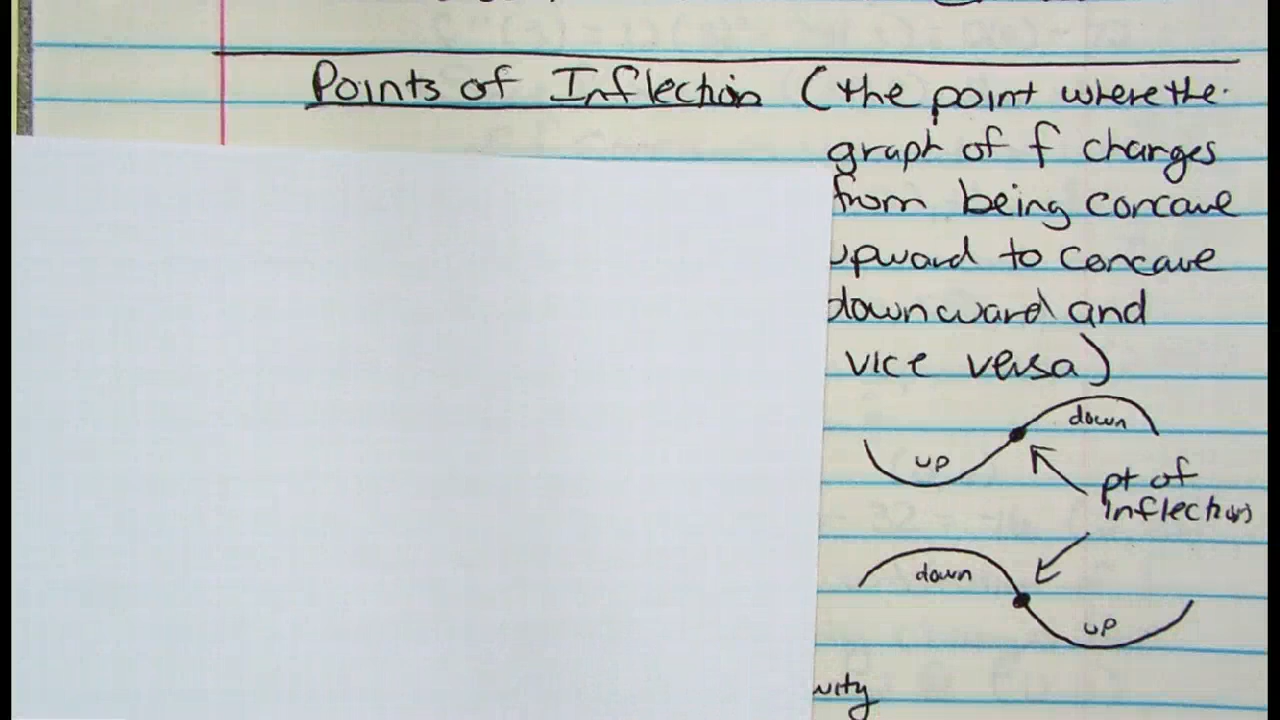 Points of Inflection (the point where the
graph of f changes
from being concave
upward to concave
downward and
vice versa)
down
up
pt of
inflection
down
up